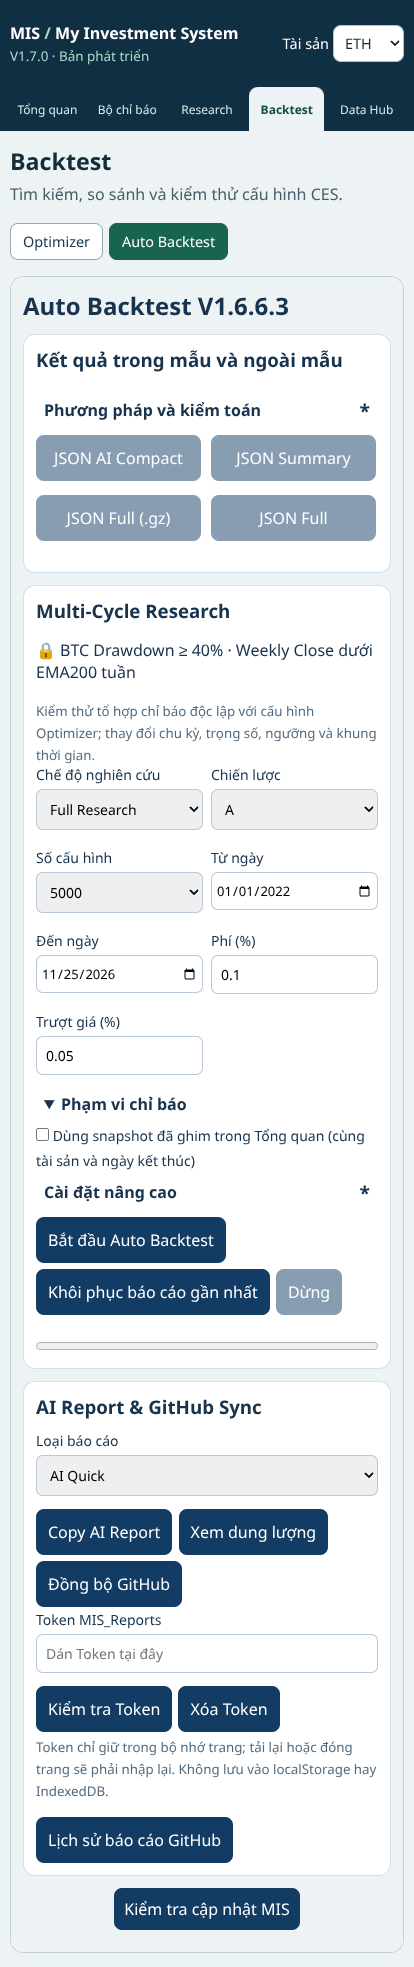 MIS / My Investment System
V1.7.0 · Bản phát triển
Tài sản
ETH
Tổng quan
Bộ chỉ báo
Research
Backtest
Data Hub
Backtest
Tìm kiếm, so sánh và kiểm thử cấu hình CES.
Optimizer
Auto Backtest
Auto Backtest V1.6.6.3
Kết quả trong mẫu và ngoài mẫu
Phương pháp và kiểm toán *
JSON AI Compact
JSON Summary
JSON Full (.gz)
JSON Full
Multi-Cycle Research
🔒 BTC Drawdown ≥ 40% · Weekly Close dưới
EMA200 tuần
Kiểm thử tổ hợp chỉ báo độc lập với cấu hình
Optimizer; thay đổi chu kỳ, trọng số, ngưỡng và khung
thời gian.
Chế độ nghiên cứu
Chiến lược
Full Research
A
Số cấu hình
Từ ngày
5000
01/01/2022
Đến ngày
Phí (%)
11/25/2026
0.1
Trượt giá (%)
0.05
▼ Phạm vi chỉ báo
Dùng snapshot đã ghim trong Tổng quan (cùng
tài sản và ngày kết thúc)
Cài đặt nâng cao *
Bắt đầu Auto Backtest
Khôi phục báo cáo gần nhất
Dừng
AI Report & GitHub Sync
Loại báo cáo
AI Quick
Copy AI Report
Xem dung lượng
Đồng bộ GitHub
Token MIS_Reports
Dán Token tại đây
Kiểm tra Token
Xóa Token
Token chỉ giữ trong bộ nhớ trang; tải lại hoặc đóng
trang sẽ phải nhập lại. Không lưu vào localStorage hay
IndexedDB.
Lịch sử báo cáo GitHub
Kiểm tra cập nhật MIS